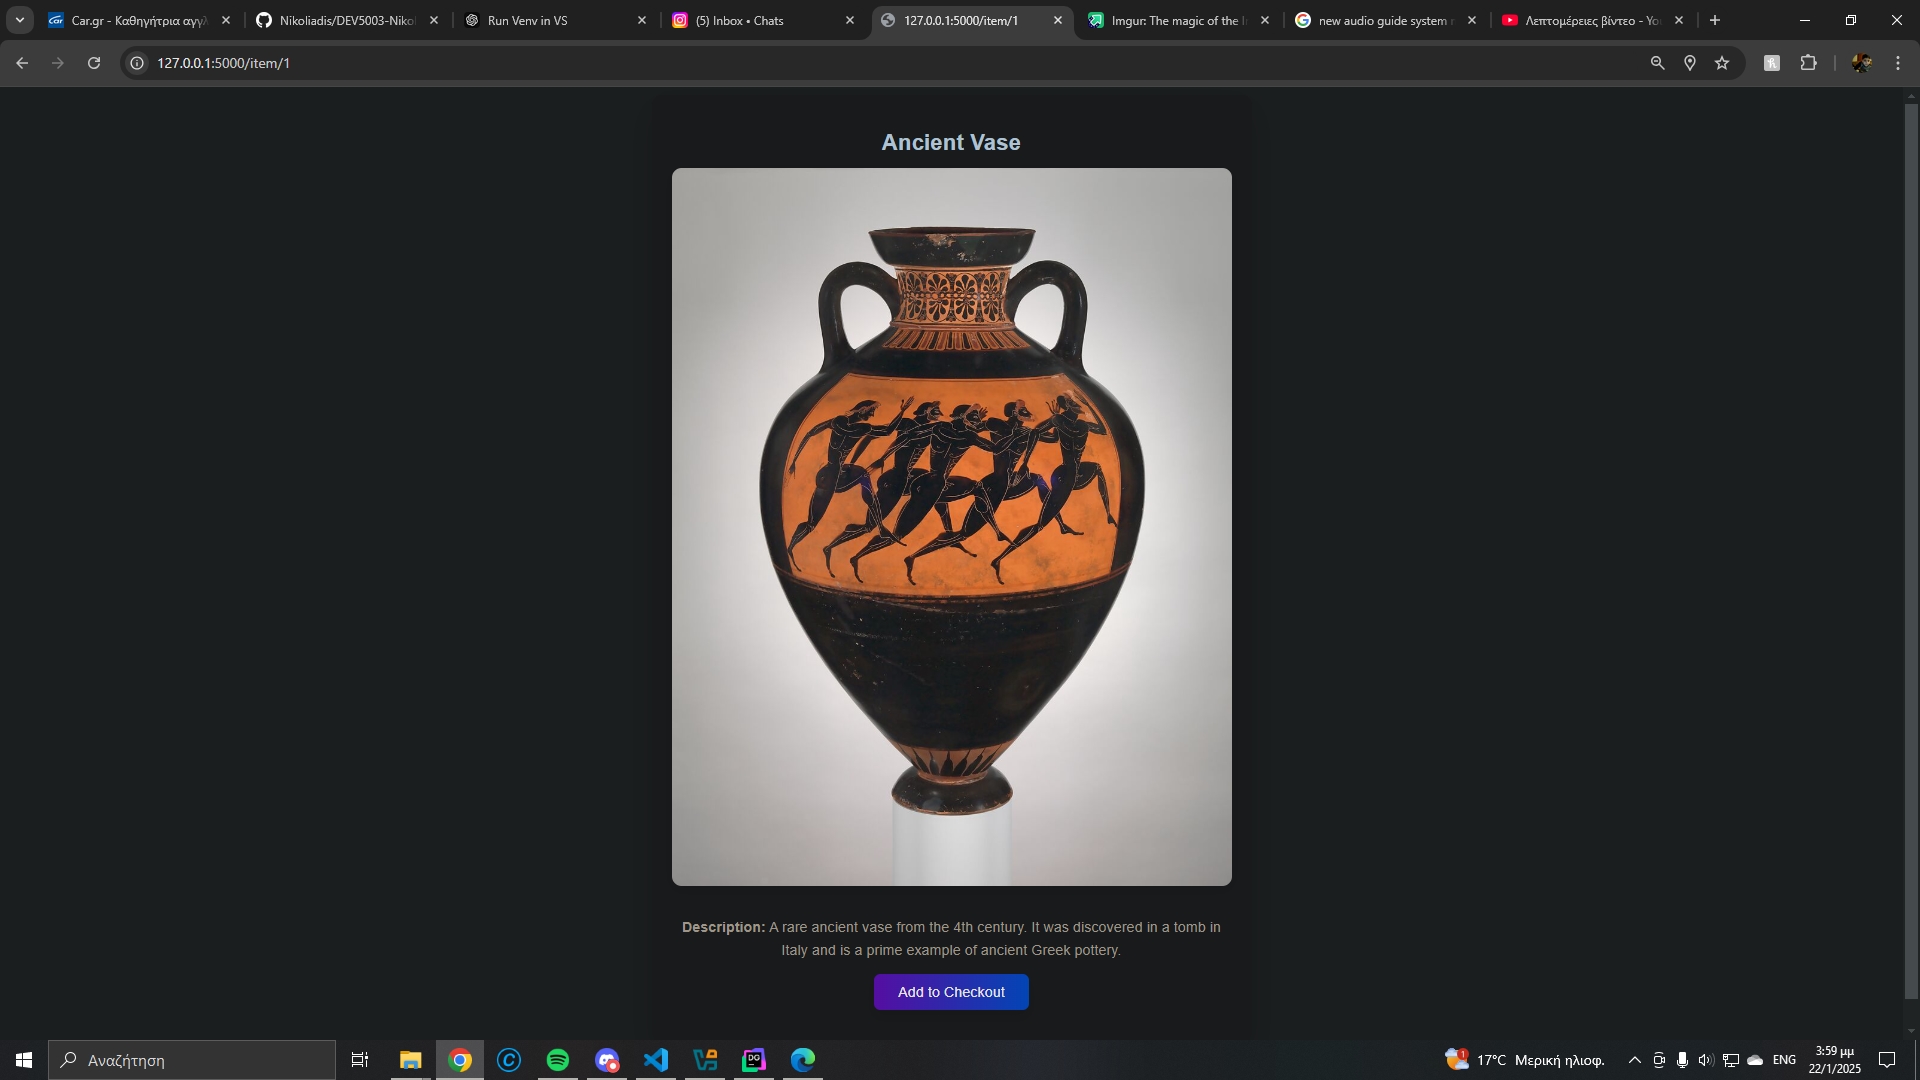 Car.gr - Καθηγήτρια αγγλ
Nikoliadis/DEV5003-Nikol
Run Venv in VS
(5) Inbox • Chats
127.0.0.1:5000/item/1
Imgur: The magic of the I
new audio guide system
Λεπτομέρειες βίντεο - Yo
127.0.0.1:5000/item/1
Ancient Vase
Description: A rare ancient vase from the 4th century. It was discovered in a tomb in
Italy and is a prime example of ancient Greek pottery.
Add to Checkout
Αναζήτηση
1
17°C Μερική ηλιοφ.
ENG
3:59 μμ
22/1/2025